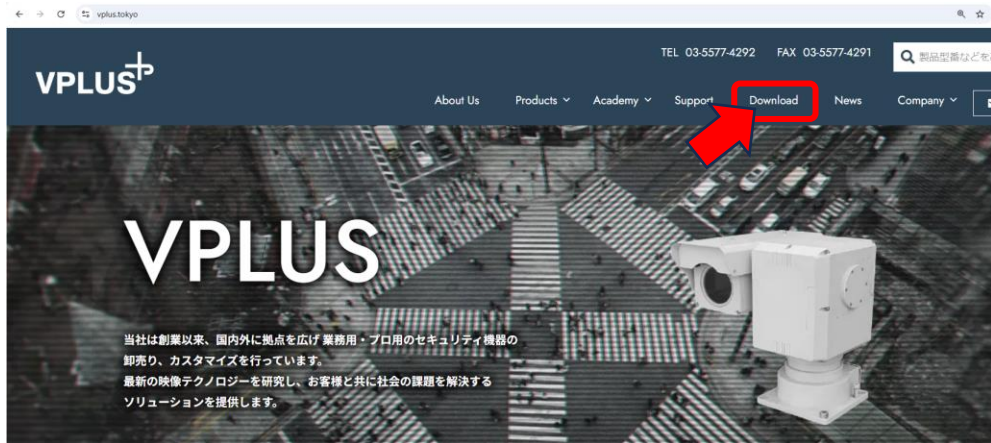 vplus.tokyo
TEL 03-5577-4292 FAX 03-5577-4291
製品型番などを
VPLUS
About Us Products Academy Support Download News Company
VPLUS
当社は創業以来、国内外に拠点を広げ 業務用・プロ用のセキュリティ機器の
卸売り、カスタマイズを行っています。
最新の映像テクノロジーを研究し、お客様と共に社会の課題を解決する
ソリューションを提供します。